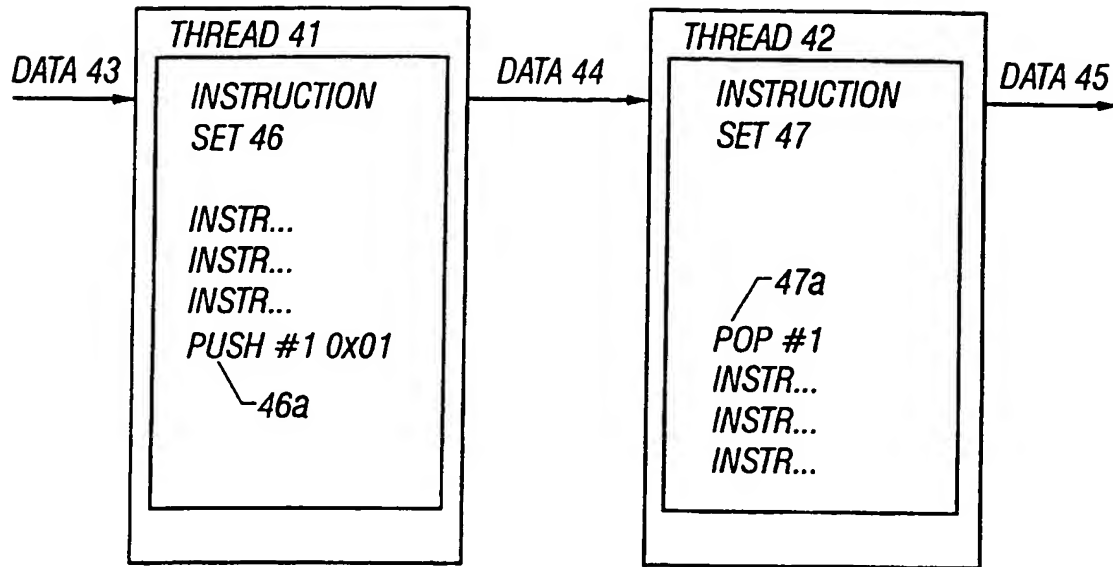 DATA 43
THREAD 41
INSTRUCTION
SET 46
INSTR...
INSTR...
INSTR...
PUSH #1 0x01
46a
DATA 44
THREAD 42
INSTRUCTION
SET 47
47a
POP #1
INSTR...
INSTR...
INSTR...
DATA 45